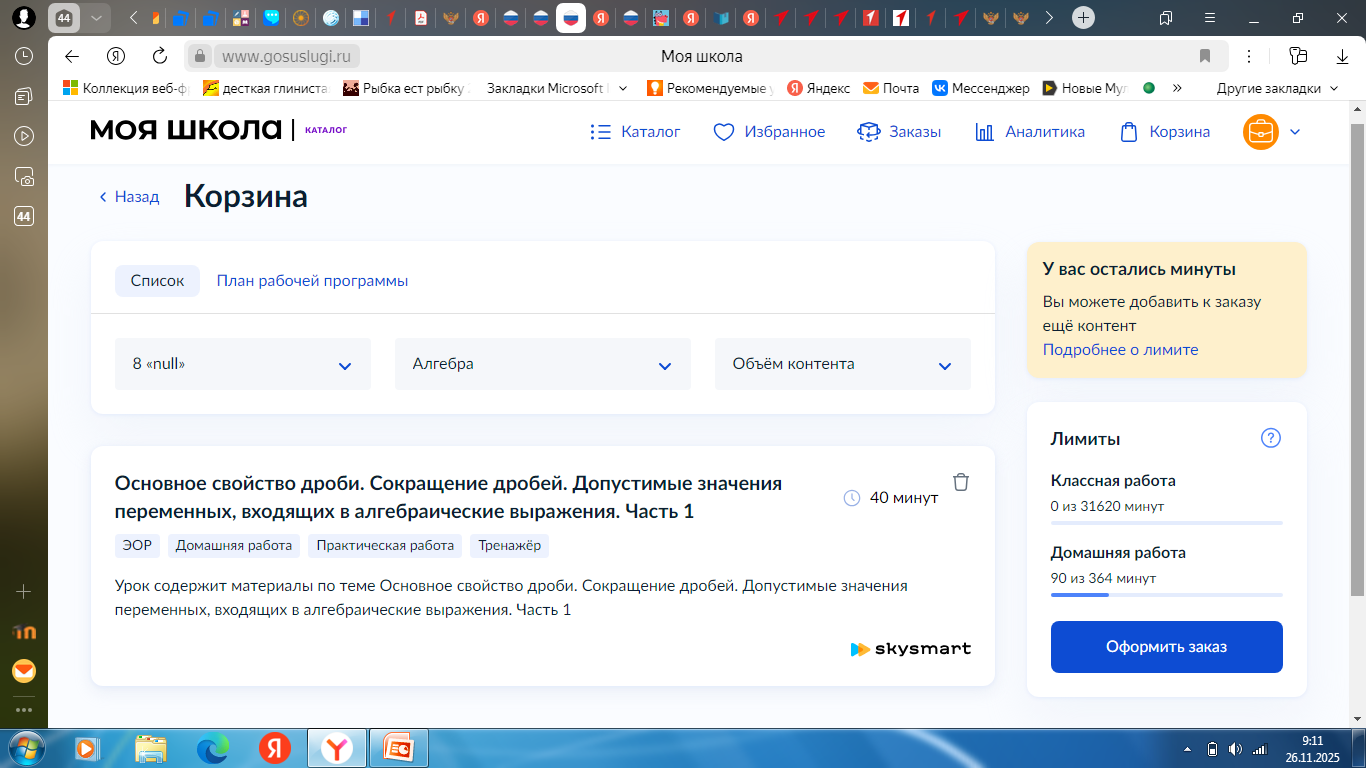 44
www.gosuslugi.ru
Моя школа
Коллекция веб-ф
десткая глиниста
Рыбка ест рыбку
Закладки Microsoft
Рекомендуемые
Яндекс
Почта
Мессенджер
Новые Мул
»
Другие закладки
МОЯ ШКОЛА | КАТАЛОГ
Каталог
Избранное
Заказы
Аналитика
Корзина
44
Назад
Корзина
Список
План рабочей программы
8 «null»
Алгебра
Объём контента
Основное свойство дроби. Сокращение дробей. Допустимые значения
переменных, входящих в алгебраические выражения. Часть 1
40 минут
ЭОР
Домашняя работа
Практическая работа
Тренажёр
Урок содержит материалы по теме Основное свойство дроби. Сокращение дробей. Допустимые значения
переменных, входящих в алгебраические выражения. Часть 1
skysmart
У вас остались минуты
Вы можете добавить к заказу
ещё контент
Подробнее о лимите
Лимиты
?
Классная работа
0 из 31620 минут
Домашняя работа
90 из 364 минут
Оформить заказ
9:11
26.11.2025